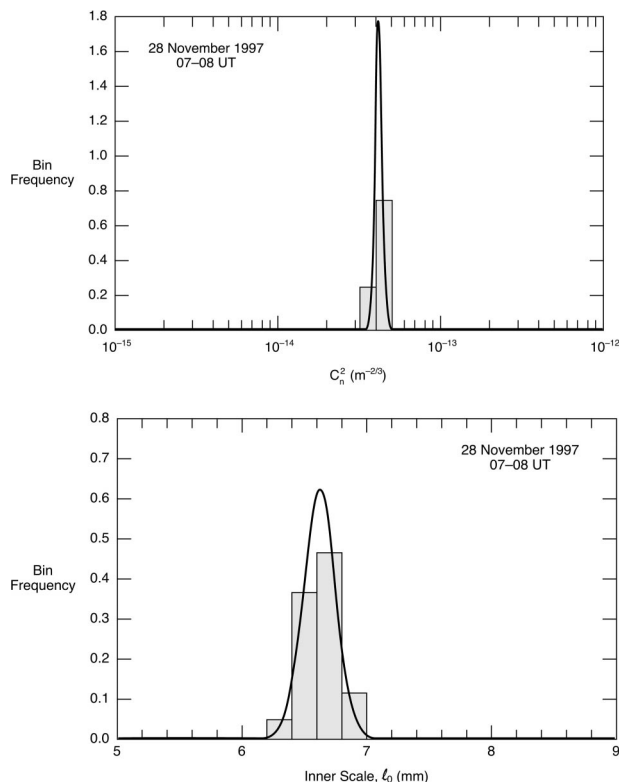 1.8
28 November 1997
07–08 UT
1.6
1.4
1.2
Bin
Frequency
1.0
0.8
0.6
0.4
0.2
0.0
10⁻¹⁵
10⁻¹⁴
10⁻¹³
10⁻¹²
Cₙ² (m⁻²/³)
0.8
28 November 1997
07–08 UT
0.7
0.6
0.5
Bin
Frequency
0.4
0.3
0.2
0.1
0.0
5
6
7
8
9
Inner Scale, ℓ₀ (mm)